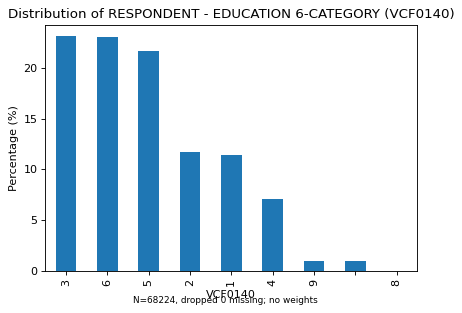 Distribution of RESPONDENT - EDUCATION 6-CATEGORY (VCF0140)
Percentage (%)
20
15
10
5
0
3 6 5 2 1 4 9 8
VCF0140
N=68224, dropped 0 missing; no weights